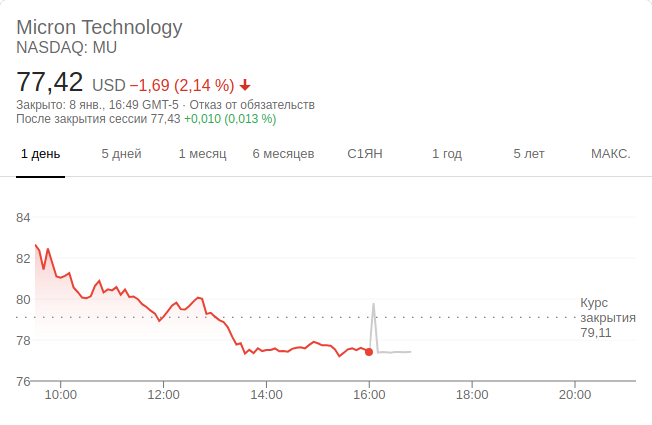 Micron Technology
NASDAQ: MU
77,42 USD −1,69 (2,14 %)
Закрыто: 8 янв., 16:49 GMT-5 · Отказ от обязательств
После закрытия сессии 77,43 +0,010 (0,013 %)
1 день 5 дней 1 месяц 6 месяцев С1ЯН 1 год 5 лет МАКС.
84
82
80
78
76
Курс
закрытия
79,11
10:00 12:00 14:00 16:00 18:00 20:00